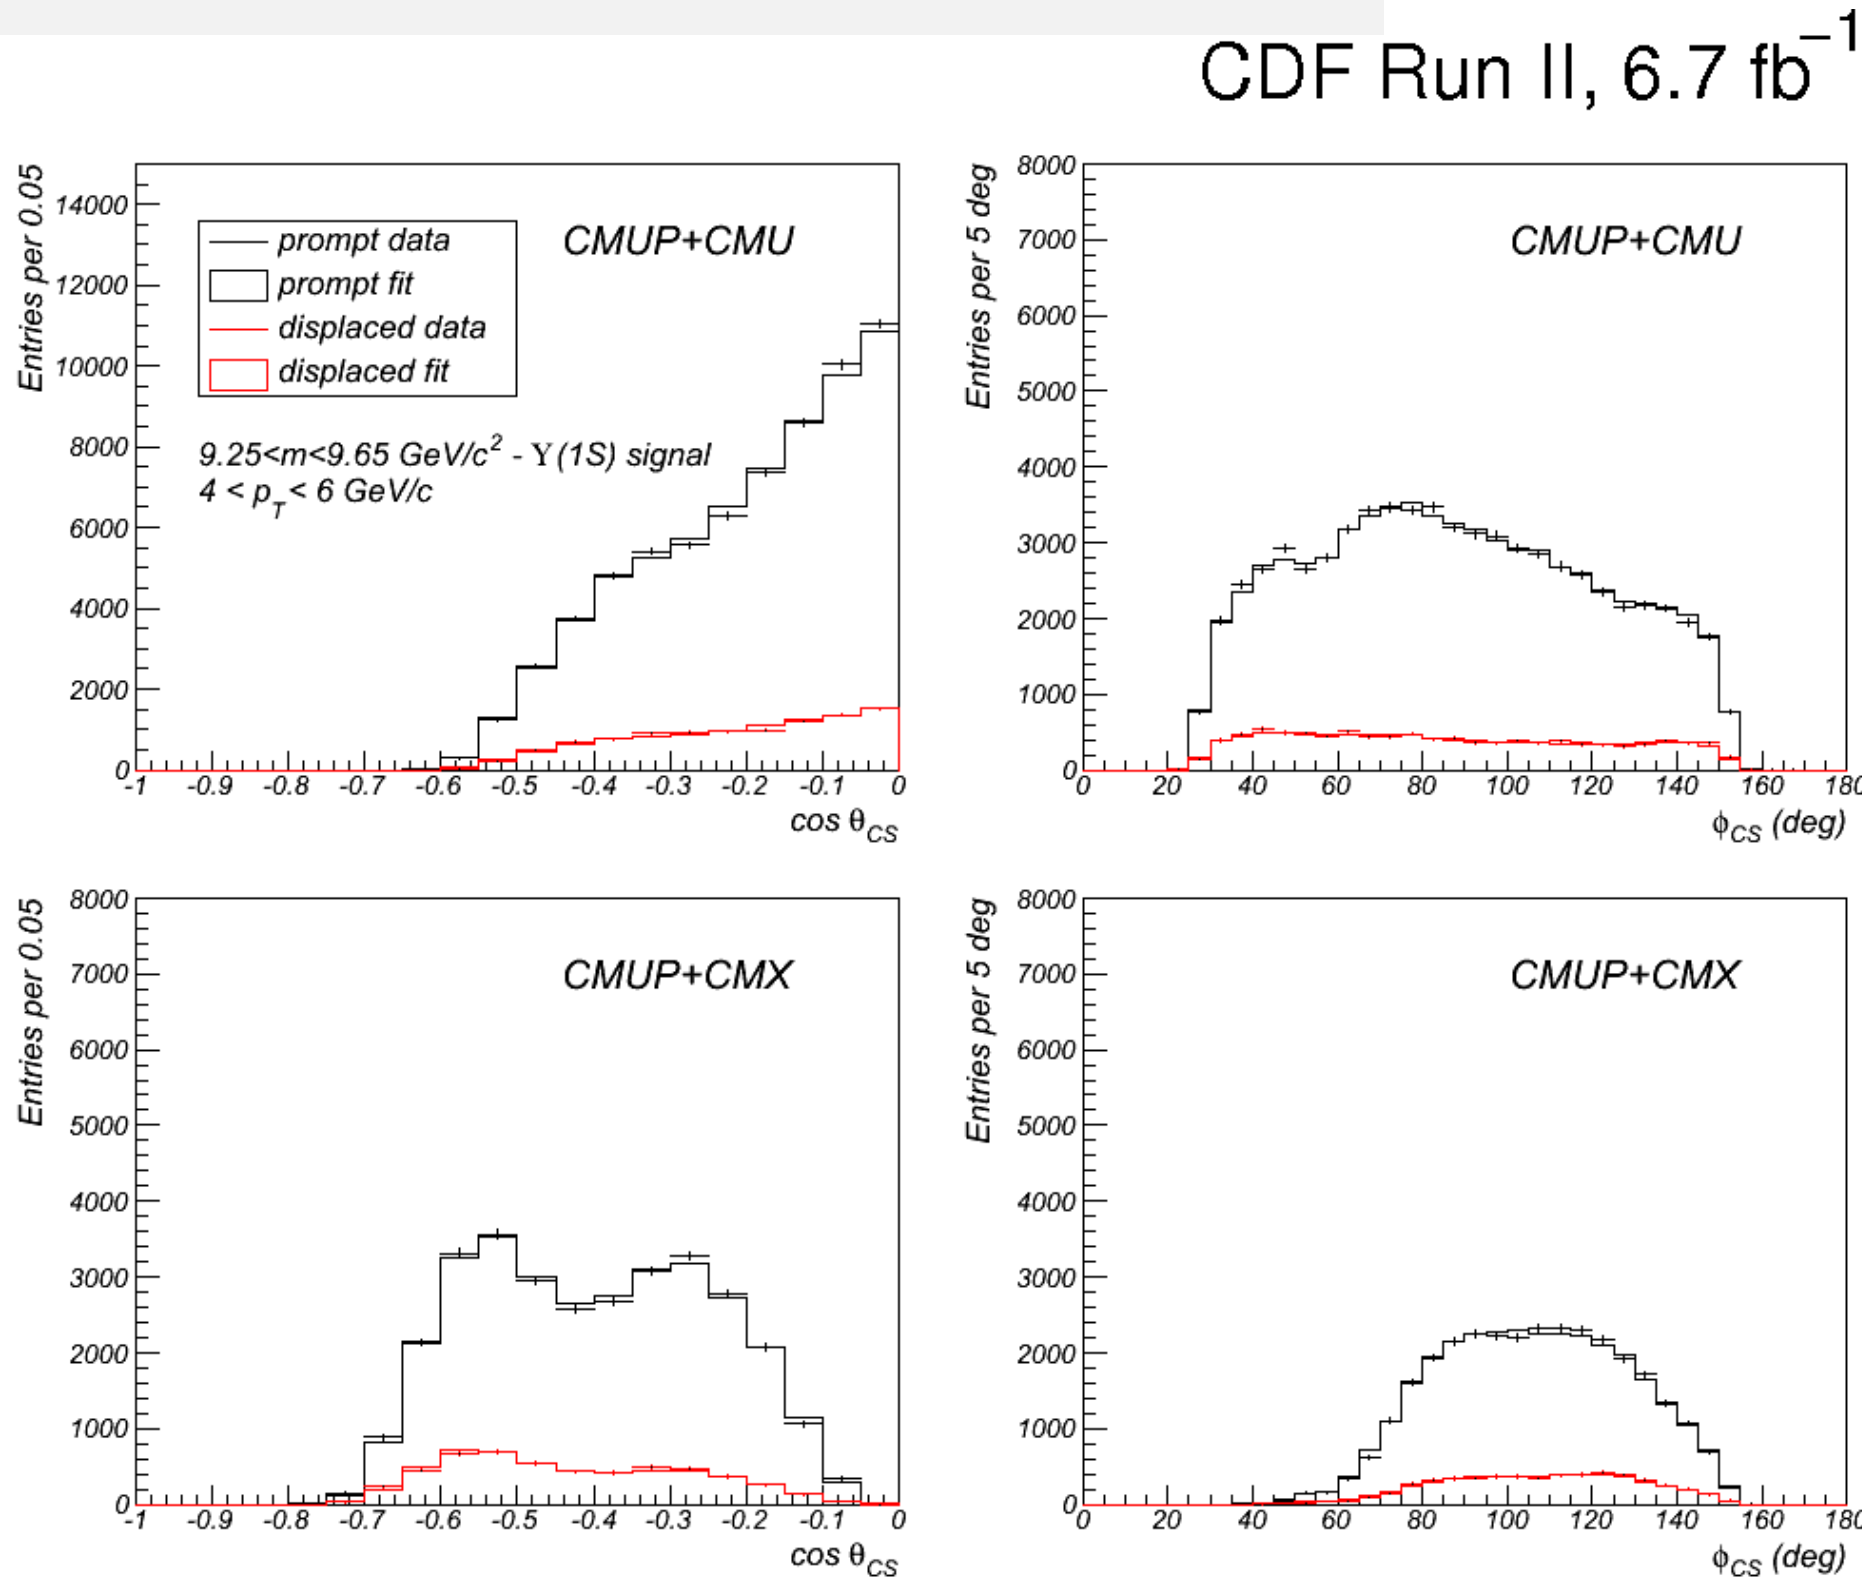 CDF Run II, 6.7 fb⁻¹
Entries per 0.05
14000
12000
10000
8000
6000
4000
2000
0
prompt data
prompt fit
displaced data
displaced fit
CMUP+CMU
9.25<m<9.65 GeV/c² - Υ(1S) signal
4 < p_T < 6 GeV/c
-1 -0.9 -0.8 -0.7 -0.6 -0.5 -0.4 -0.3 -0.2 -0.1 0
cos θ_CS
Entries per 5 deg
8000
7000
6000
5000
4000
3000
2000
1000
0
CMUP+CMU
0 20 40 60 80 100 120 140 160 180
φ_CS (deg)
Entries per 0.05
8000
7000
6000
5000
4000
3000
2000
1000
0
CMUP+CMX
-1 -0.9 -0.8 -0.7 -0.6 -0.5 -0.4 -0.3 -0.2 -0.1 0
cos θ_CS
Entries per 5 deg
8000
7000
6000
5000
4000
3000
2000
1000
0
CMUP+CMX
0 20 40 60 80 100 120 140 160 180
φ_CS (deg)